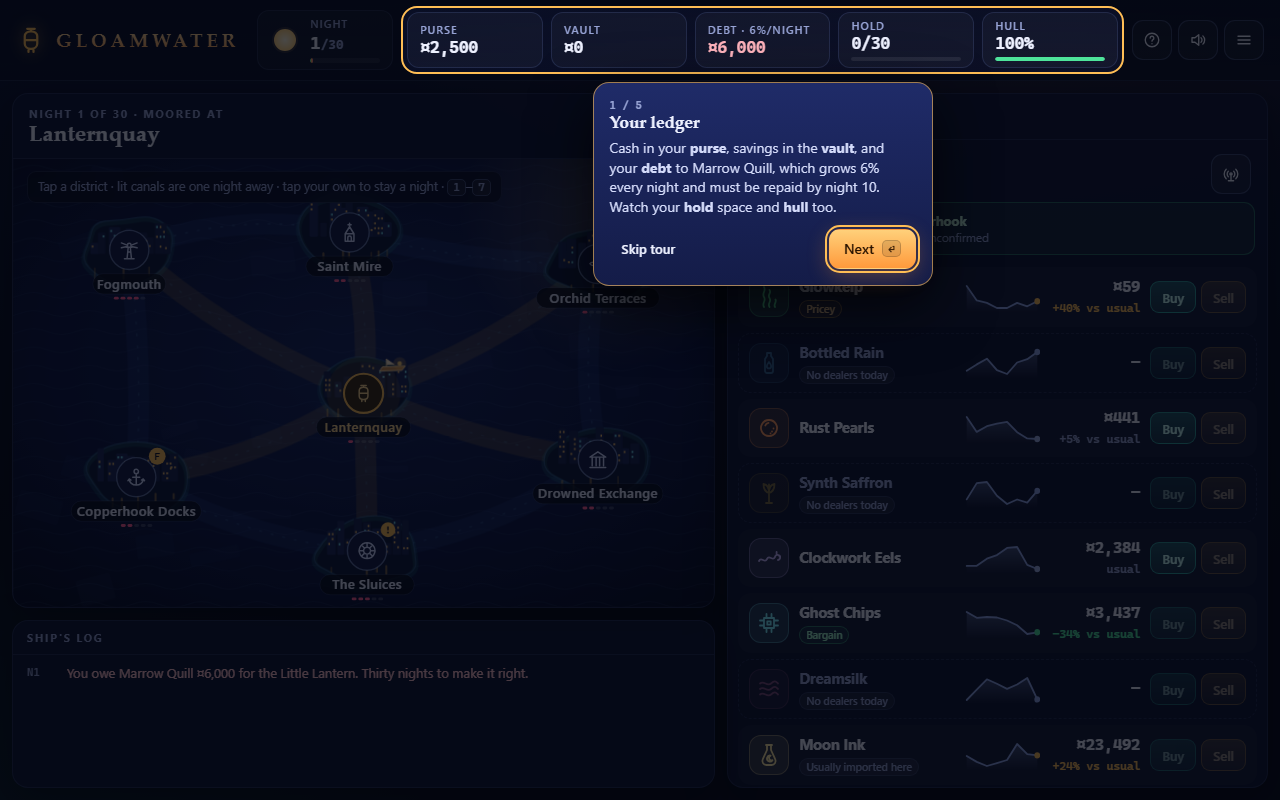 GLOAMWATER
NIGHT
1/30
PURSE
¤2,500
VAULT
¤0
DEBT · 6%/NIGHT
¤6,000
HOLD
0/30
HULL
100%
NIGHT 1 OF 30 · MOORED AT
Lanternquay
Tap a district · lit canals are one night away · tap your own to stay a night · 1–7
Fogmouth
Saint Mire
Orchid Terraces
Lanternquay
F
Copperhook Docks
Drowned Exchange
!
The Sluices
SHIP'S LOG
N1 You owe Marrow Quill ¤6,000 for the Little Lantern. Thirty nights to make it right.
1 / 5
Your ledger
Cash in your purse, savings in the vault, and
your debt to Marrow Quill, which grows 6%
every night and must be repaid by night 10.
Watch your hold space and hull too.
Skip tour
Next ↵
Glowkelp
Pricey
¤59
+40% vs usual
Buy
Sell
Bottled Rain
No dealers today
—
Buy
Sell
Rust Pearls
¤441
+5% vs usual
Buy
Sell
Synth Saffron
No dealers today
—
Buy
Sell
Clockwork Eels
¤2,384
usual
Buy
Sell
Ghost Chips
Bargain
¤3,437
−34% vs usual
Buy
Sell
Dreamsilk
No dealers today
—
Buy
Sell
Moon Ink
Usually imported here
¤23,492
+24% vs usual
Buy
Sell